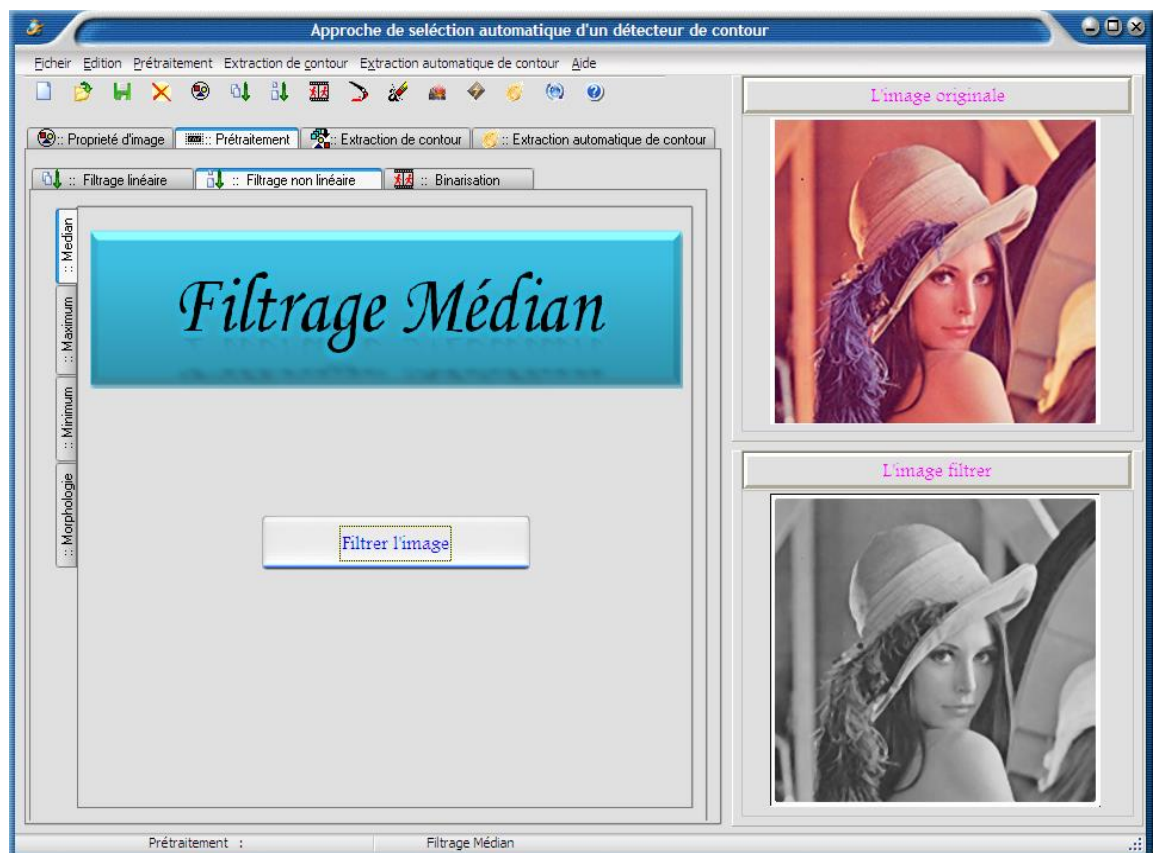 Approche de seléction automatique d'un détecteur de contour
Ficheir Edition Prétraitement Extraction de contour Extraction automatique de contour Aide
:: Proprieté d'image :: Prétraitement :: Extraction de contour :: Extraction automatique de contour
:: Filtrage linéaire :: Filtrage non linéaire :: Binarisation
:: Median
:: Maximum
:: Minimum
:: Morphologie
Filtrage Médian
Filtrer l'image
L'image originale
L'image filtrer
Prétraitement : Filtrage Médian